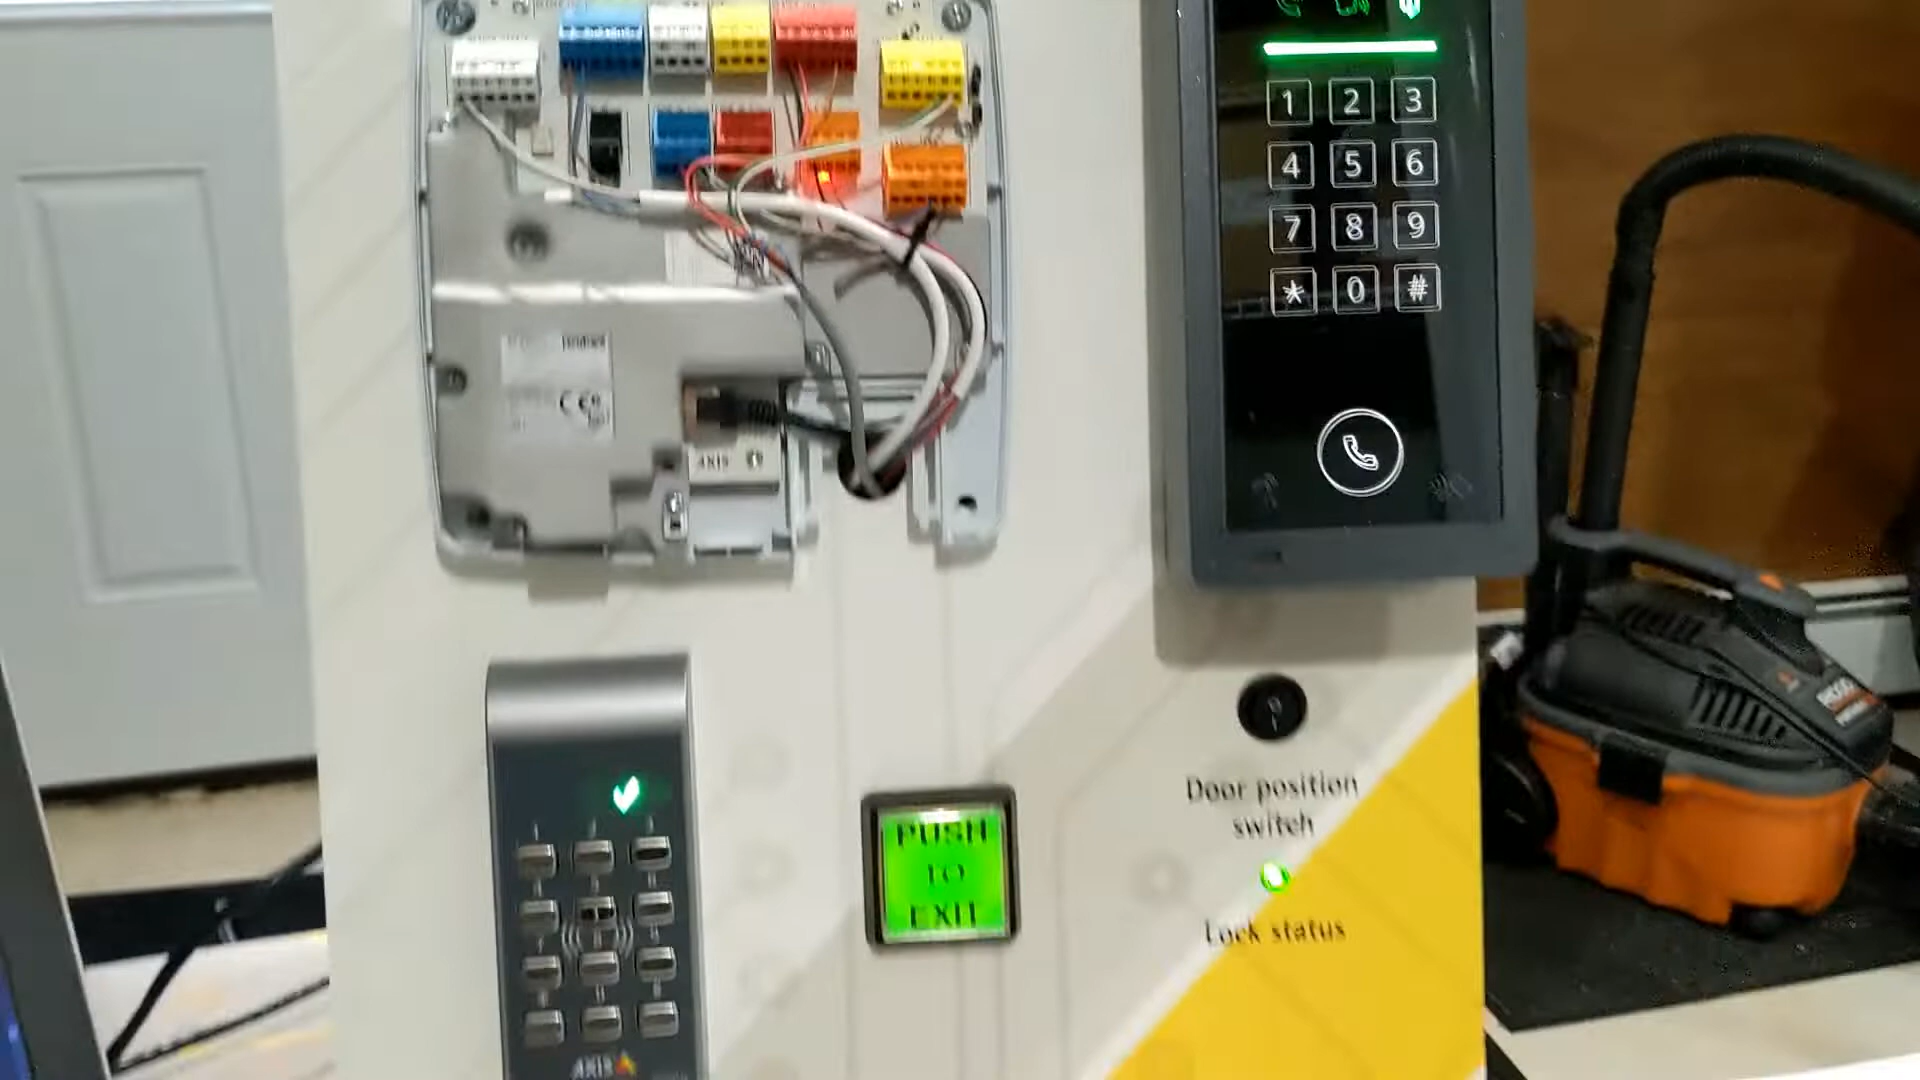 1 2 3
4 5 6
7 8 9
* 0 #
CE
AXIS
Door position
switch
PUSH
TO
EXIT
Lock status
AXIS